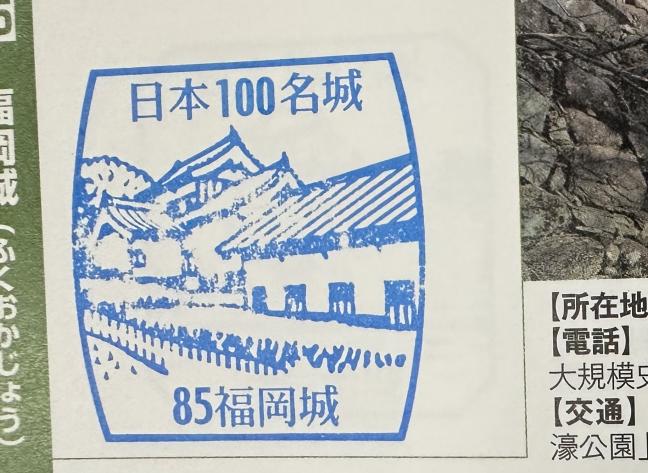 福岡城(ふくおかじょう)
日本100名城
85福岡城
【所在地
【電話】
大規模史
【交通】
濠公園」